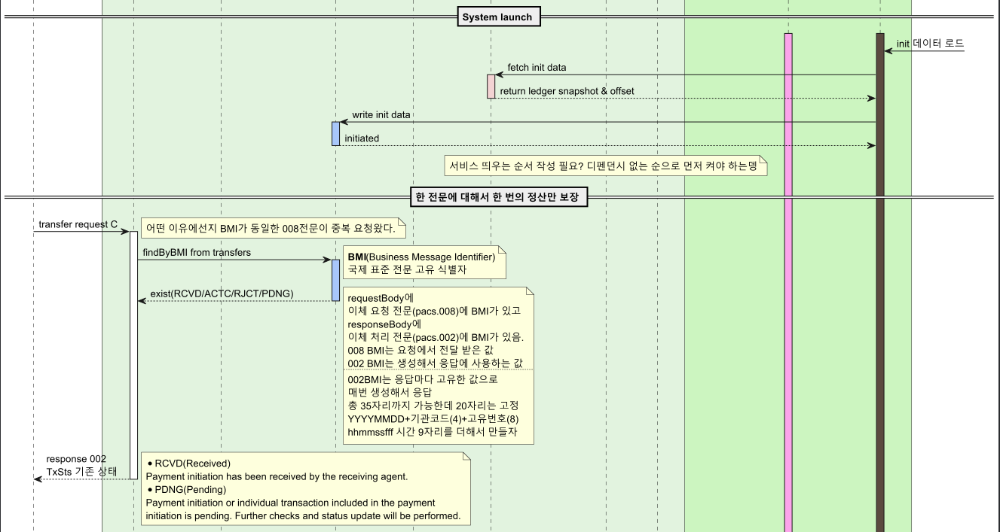 System launch
init 데이터 로드
fetch init data
return ledger snapshot & offset
write init data
initiated
서비스 띄우는 순서 작성 필요? 디펜던시 없는 순으로 먼저 켜야 하는뎅
한 전문에 대해서 한 번의 정산만 보장
transfer request C
어떤 이유에선지 BMI가 동일한 008전문이 중복 요청왔다.
findByBMI from transfers
BMI(Business Message Identifier)
국제 표준 전문 고유 식별자
exist(RCVD/ACTC/RJCT/PDNG)
requestBody에
이체 요청 전문(pacs.008)에 BMI가 있고
responseBody에
이체 처리 전문(pacs.002)에 BMI가 있음.
008 BMI는 요청에서 전달 받은 값
002 BMI는 생성해서 응답에 사용하는 값
002BMI는 응답마다 고유한 값으로
매번 생성해서 응답
총 35자리까지 가능한데 20자리는 고정
YYYYMMDD+기관코드(4)+고유번호(8)
hhmmssfff 시간 9자리를 더해서 만들자
response 002
TxSts 기존 상태
• RCVD(Received)
Payment initiation has been received by the receiving agent.
• PDNG(Pending)
Payment initiation or individual transaction included in the payment
initiation is pending. Further checks and status update will be performed.